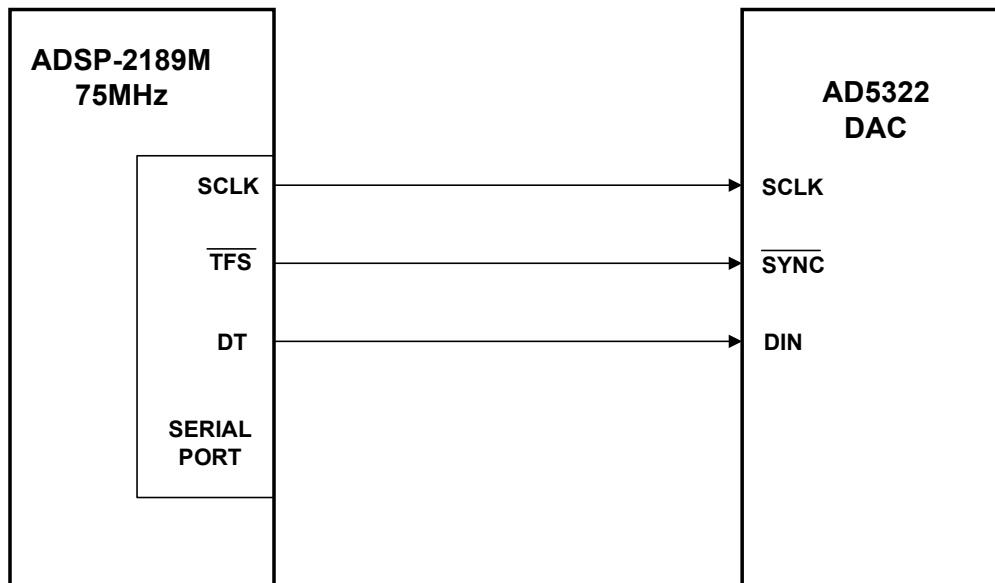 ADSP-2189M
75MHz
AD5322
DAC
SCLK
SCLK
TFS
SYNC
DT
DIN
SERIAL
PORT